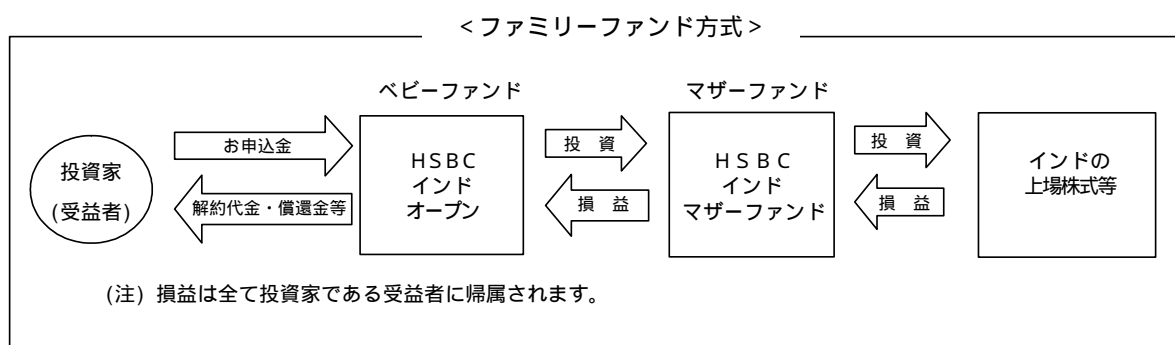 <ファミリーファンド方式>
ベビーファンド
マザーファンド
投資家
(受益者)
お申込金
解約代金・償還金等
HSBC
インド
オープン
投 資
損 益
HSBC
インド
マザーファンド
投 資
損 益
インドの
上場株式等
(注) 損益は全て投資家である受益者に帰属されます。